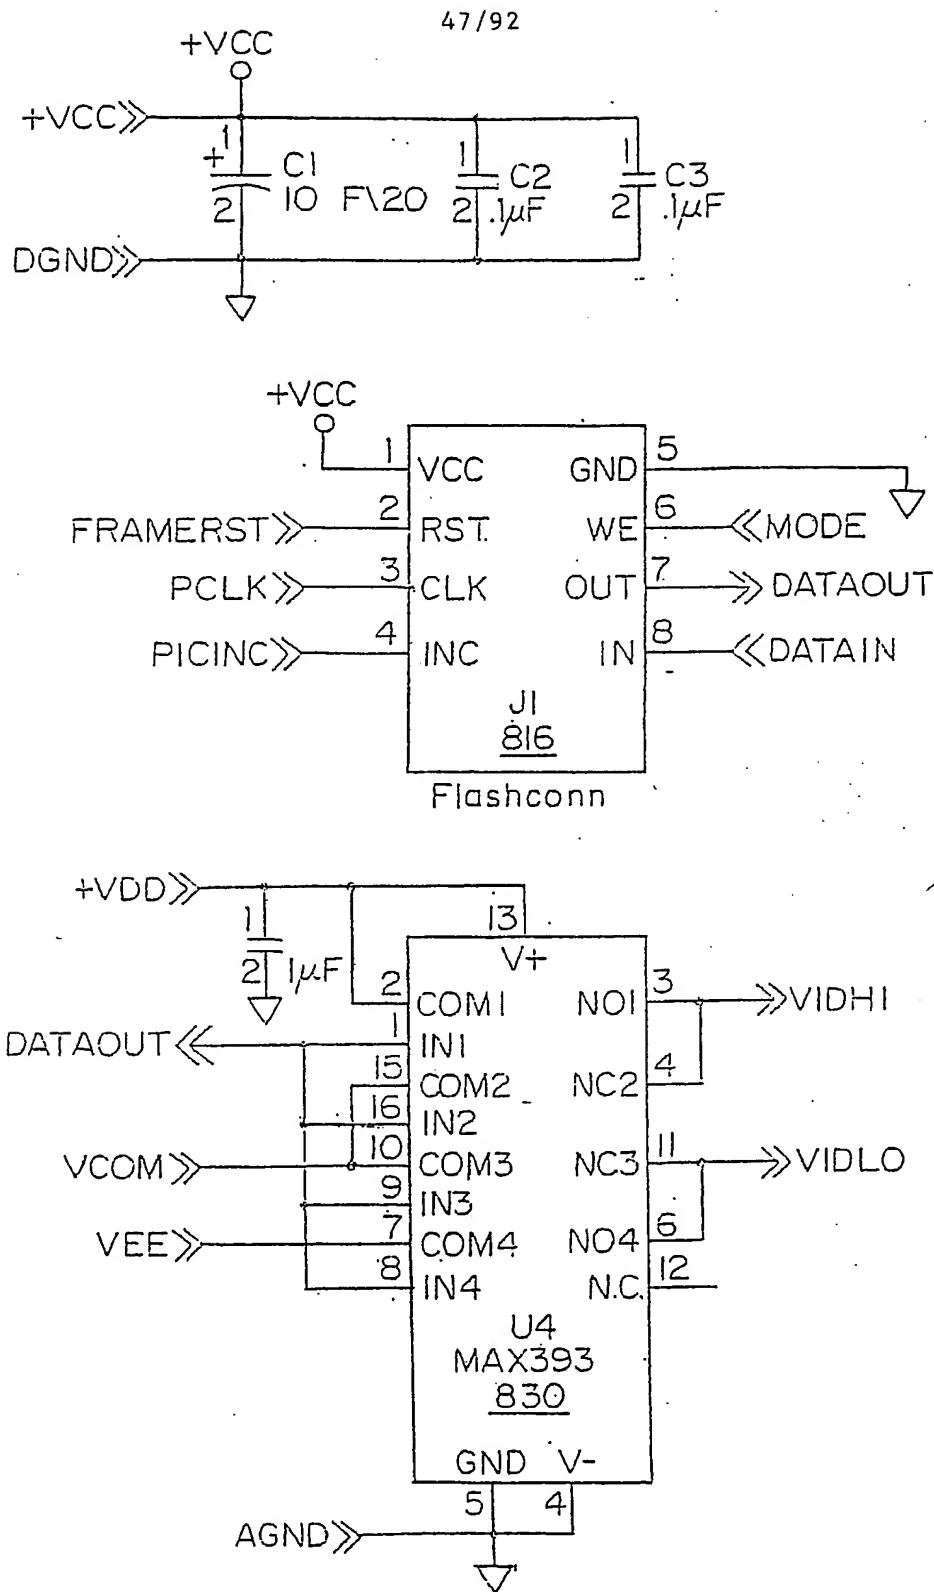 47/92
+VCC
+VCC
1
+
C1
10 F\20
2
1
C2
2
.1μF
1
C3
2
.1μF
DGND
+VCC
1
VCC
GND
5
FRAMERST
2
RST.
WE
6
MODE
PCLK
3
CLK
OUT
7
DATAOUT
PICINC
4
INC
IN
8
DATAIN
J1
816
Flashconn
+VDD
1
2
1μF
13
V+
2
COM1
NO1
3
VIDHI
DATAOUT
1
IN1
15
COM2
NC2
4
16
IN2
VCOM
10
COM3
NC3
11
VIDLO
9
IN3
VEE
7
COM4
NO4
6
8
IN4
N.C.
12
U4
MAX393
830
GND V-
5
4
AGND